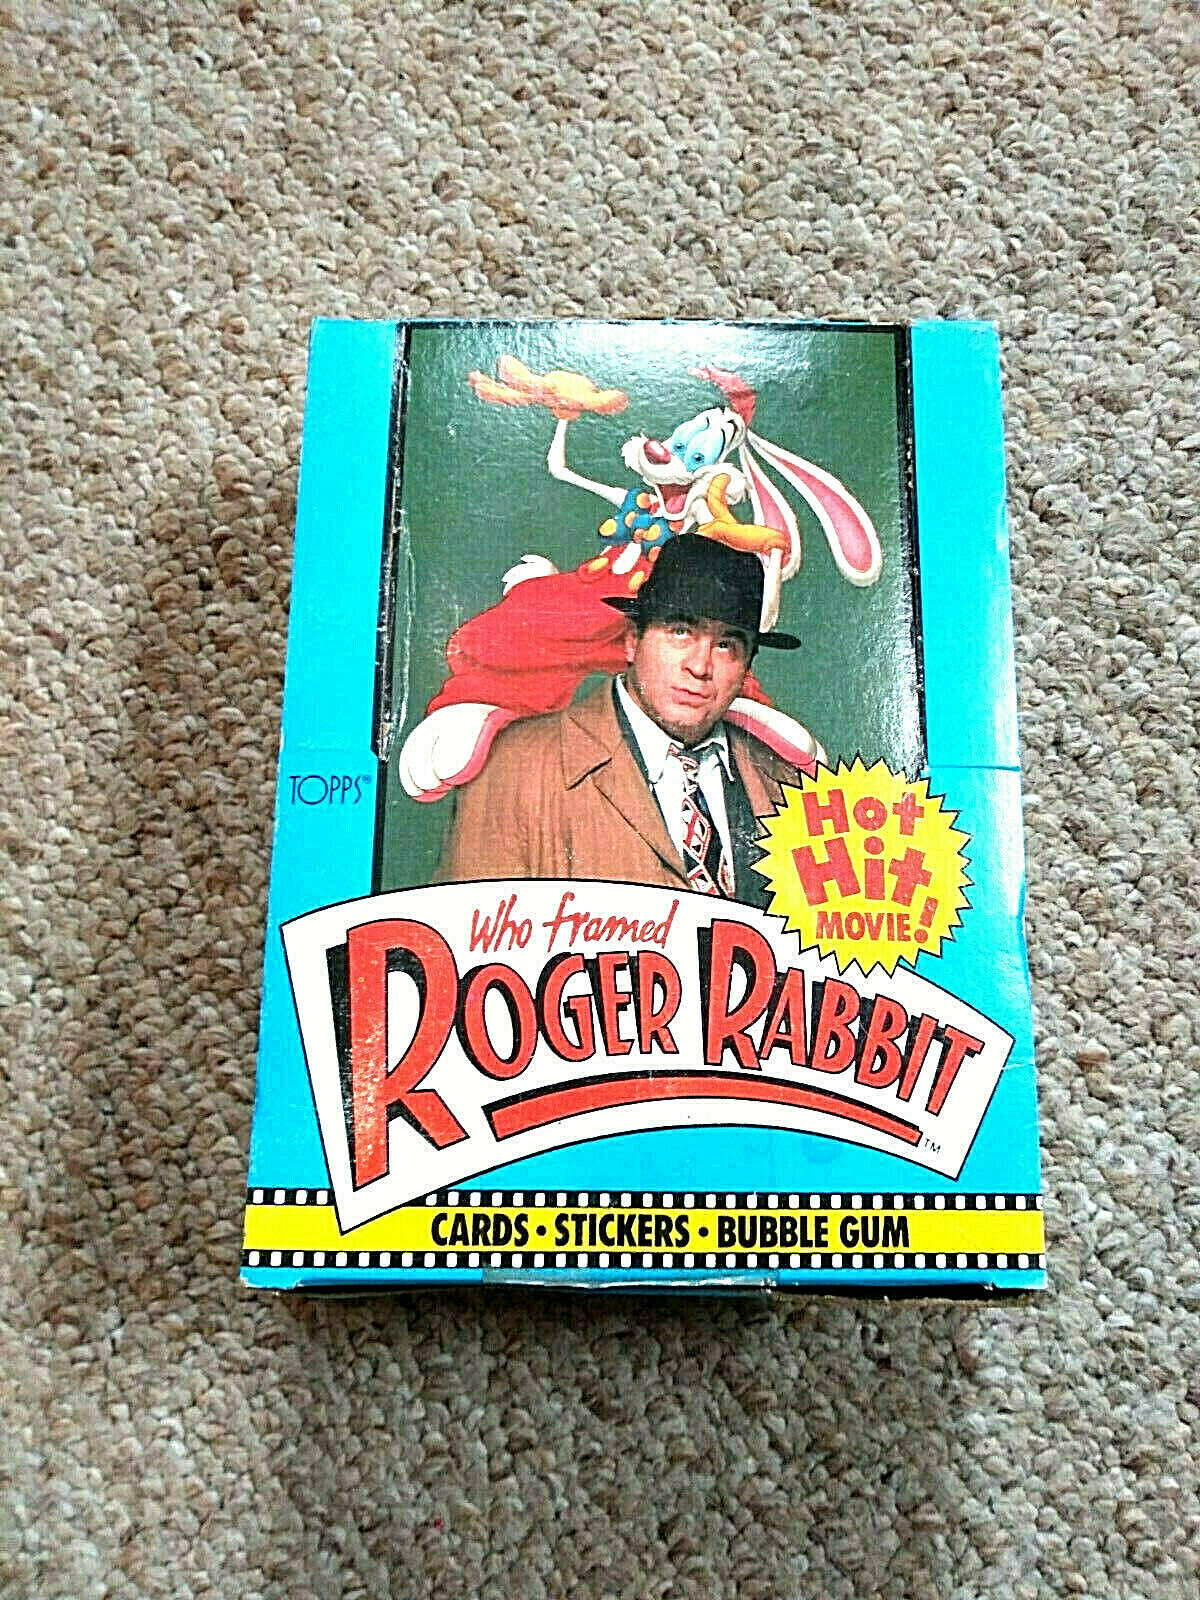 TOPPS®
Hot
Hit!
MOVIE
Who framed
ROGER RABBIT
TM
CARDS • STICKERS • BUBBLE GUM